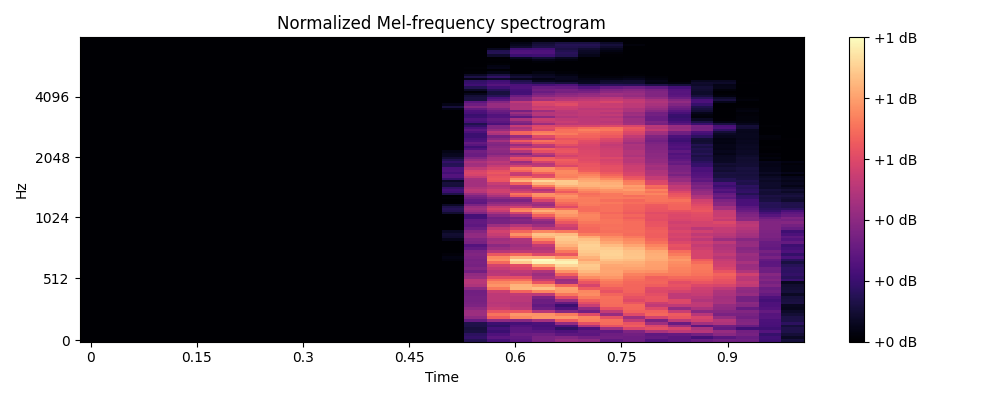 Normalized Mel-frequency spectrogram
Hz
4096
2048
1024
512
0
0 0.15 0.3 0.45 0.6 0.75 0.9
Time
+1 dB
+1 dB
+1 dB
+0 dB
+0 dB
+0 dB